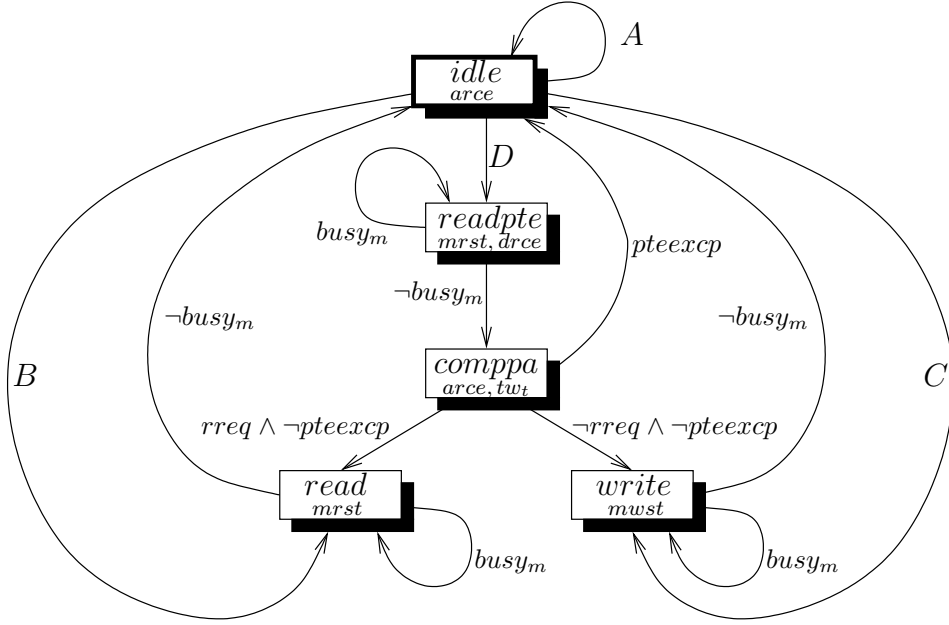 A
idle
arce
D
readpte
mrst, drce
busy_m
pteexcp
¬busy_m
¬busy_m
¬busy_m
comppa
arce, tw_t
B
C
rreq ∧ ¬pteexcp
¬rreq ∧ ¬pteexcp
read
mrst
write
mwst
busy_m
busy_m